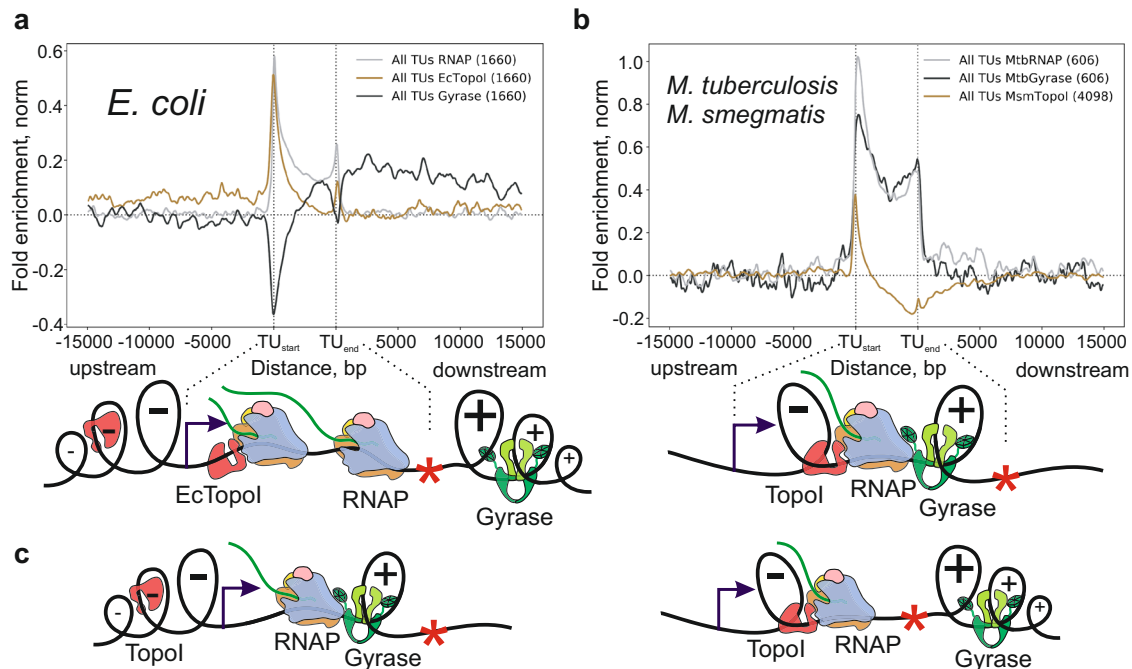 a
Fold enrichment, norm
0.6
0.4
0.2
0.0
-0.2
-0.4
E. coli
All TUs RNAP (1660)
All TUs EcTopoI (1660)
All TUs Gyrase (1660)
-15000 -10000 -5000 TUstart TUend 5000 10000 15000
upstream Distance, bp downstream
- - - + + +
EcTopoI RNAP * Gyrase
b
Fold enrichment, norm
1.0
0.8
0.6
0.4
0.2
0.0
-0.2
M. tuberculosis
M. smegmatis
All TUs MtbRNAP (606)
All TUs MtbGyrase (606)
All TUs MsmTopoI (4098)
-15000 -10000 -5000 TUstart TUend 5000 10000 15000
upstream Distance, bp downstream
- +
TopoI RNAP Gyrase *
c
- - - +
TopoI RNAP Gyrase *
- + + +
TopoI RNAP * Gyrase